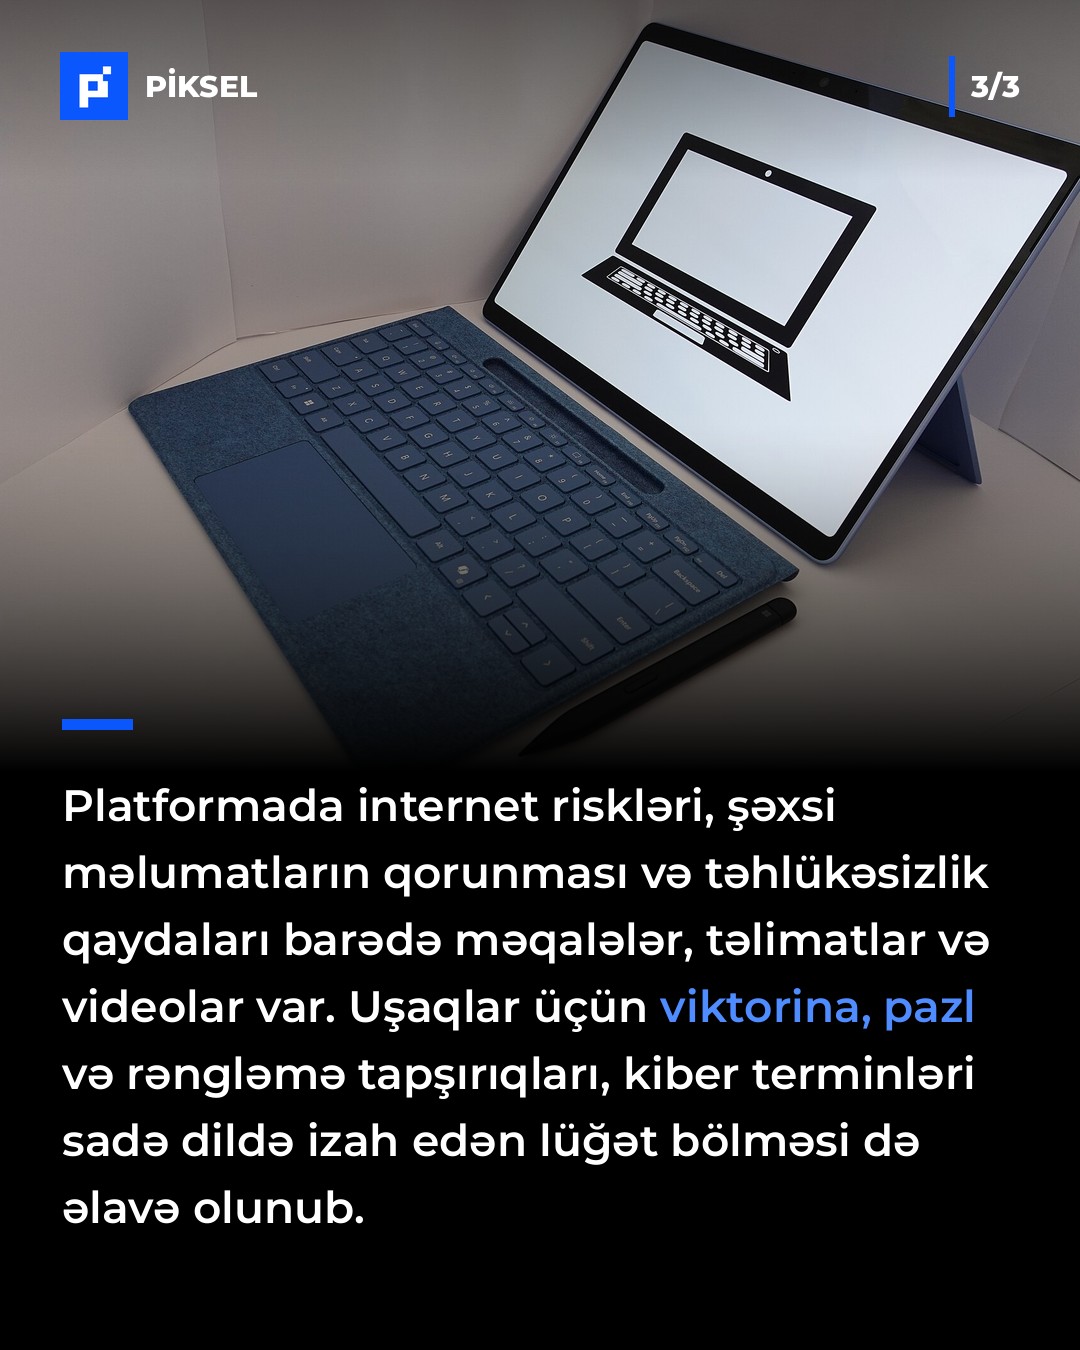 PİKSEL
3/3
Platformada internet riskləri, şəxsi
məlumatların qorunması və təhlükəsizlik
qaydaları barədə məqalələr, təlimatlar və
videolar var. Uşaqlar üçün viktorina, pazl
və rəngləmə tapşırıqları, kiber terminləri
sadə dildə izah edən lüğət bölməsi də
əlavə olunub.